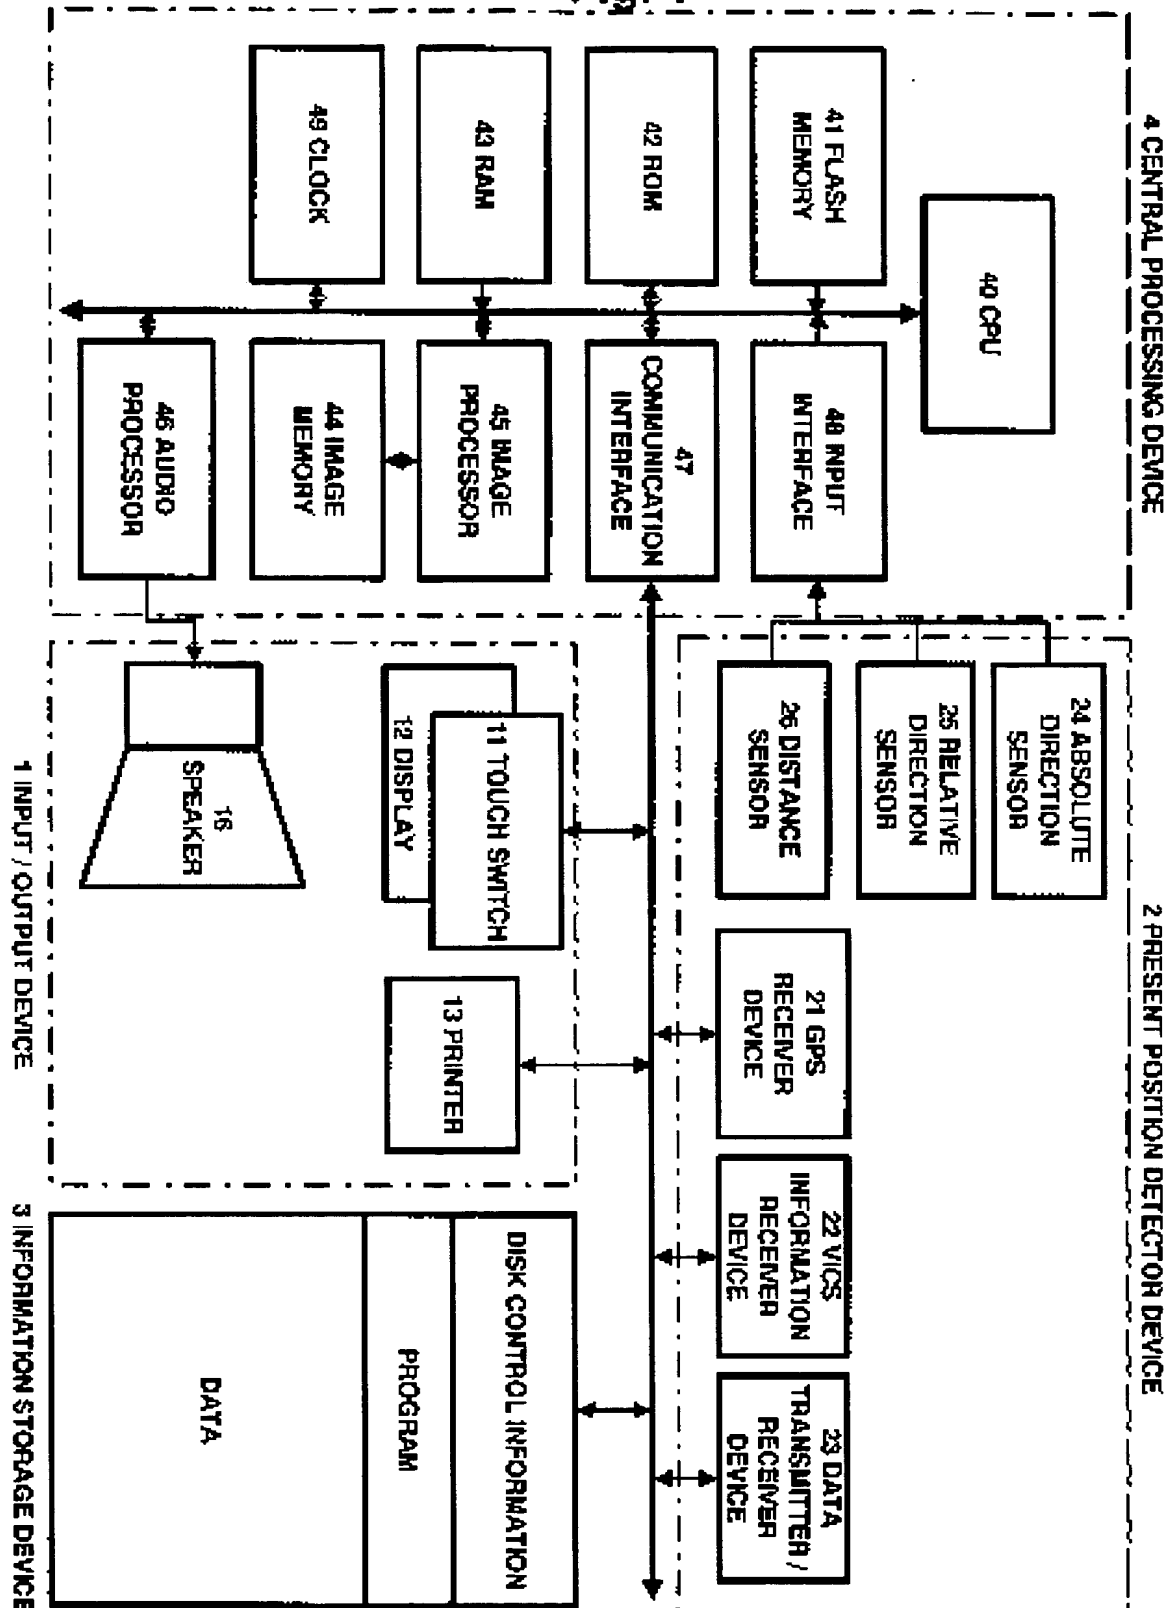 4 CENTRAL PROCESSING DEVICE
40 CPU
41 FLASH
MEMORY
42 ROM
43 RAM
49 CLOCK
48 INPUT
INTERFACE
47
COMMUNICATION
INTERFACE
45 IMAGE
PROCESSOR
44 IMAGE
MEMORY
46 AUDIO
PROCESSOR
2 PRESENT POSITION DETECTOR DEVICE
24 ABSOLUTE
DIRECTION
SENSOR
25 RELATIVE
DIRECTION
SENSOR
26 DISTANCE
SENSOR
21 GPS
RECEIVER
DEVICE
22 VICS
INFORMATION
RECEIVER
DEVICE
23 DATA
TRANSMITTER /
RECEIVER
DEVICE
11 TOUCH SWITCH
12 DISPLAY
13 PRINTER
16
SPEAKER
1 INPUT / OUTPUT DEVICE
DISK CONTROL INFORMATION
PROGRAM
DATA
3 INFORMATION STORAGE DEVICE